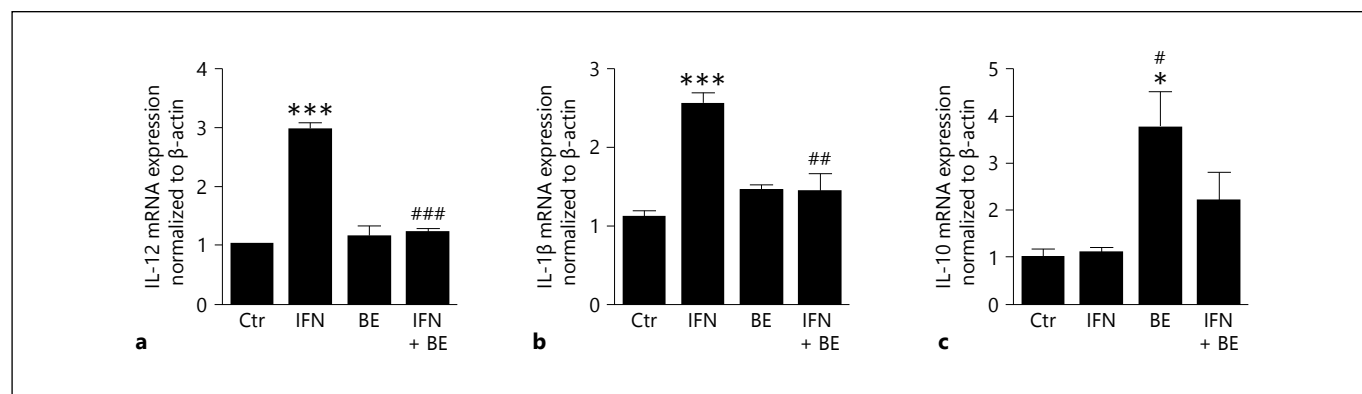 IL-12 mRNA expression
normalized to β-actin
4
3
2
1
0
***
###
Ctr
IFN
BE
IFN
+ BE
a
IL-1β mRNA expression
normalized to β-actin
3
2
1
0
***
##
Ctr
IFN
BE
IFN
+ BE
b
IL-10 mRNA expression
normalized to β-actin
5
4
3
2
1
0
#
*
Ctr
IFN
BE
IFN
+ BE
c